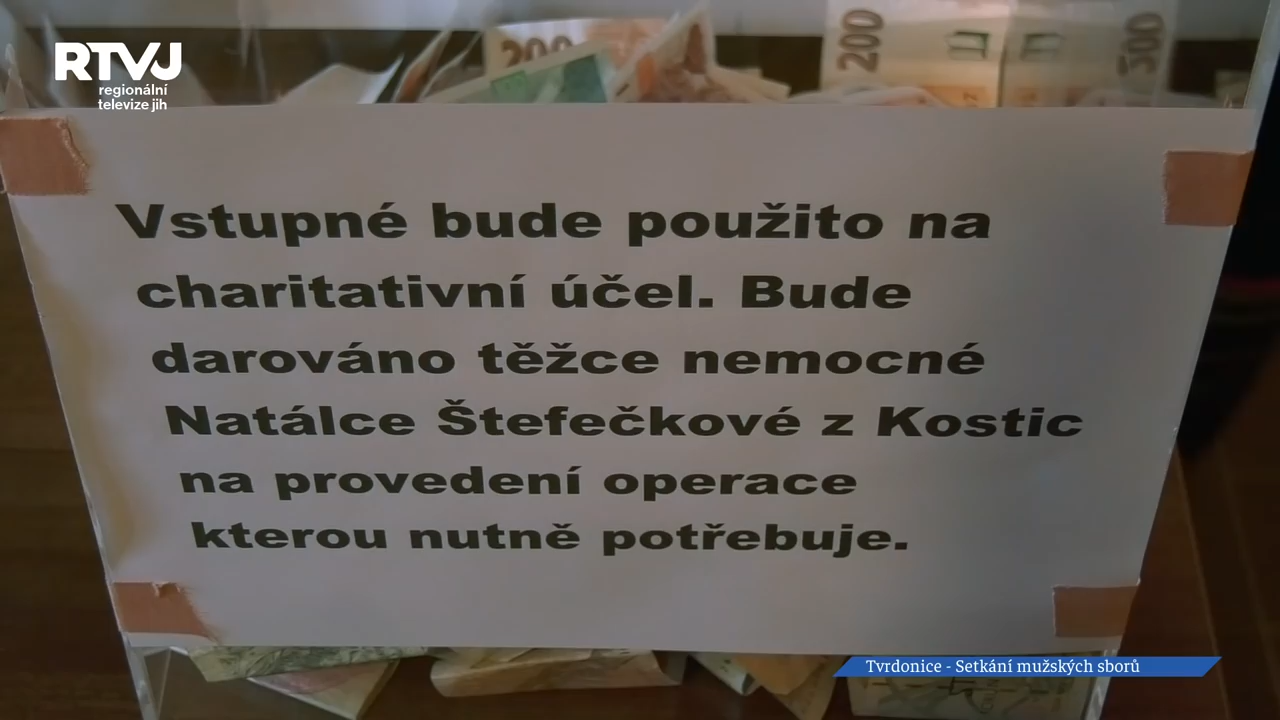 RTVJ
regionální
televize jih
200
200
Vstupné bude použito na
charitativní účel. Bude
darováno těžce nemocné
Natálce Štefečkové z Kostic
na provedení operace
kterou nutně potřebuje.
Tvrdonice - Setkání mužských sborů